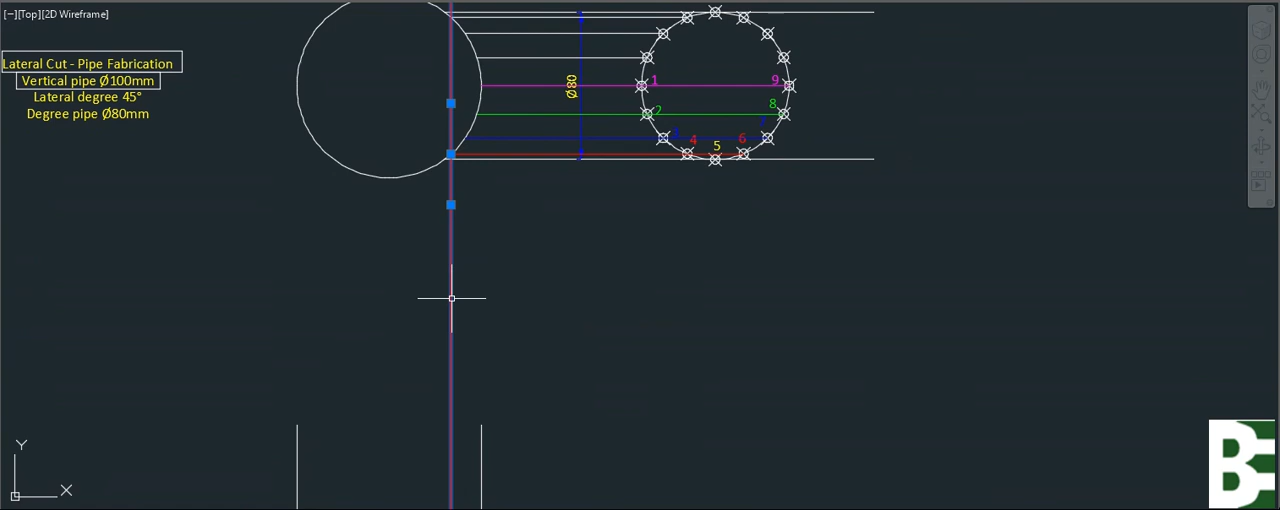 [−][Top][2D Wireframe]
Lateral Cut - Pipe Fabrication
Vertical pipe Ø100mm
Lateral degree 45°
Degree pipe Ø80mm
Ø80
1
9
2
8
3
7
4
5
6
Y
X
BE